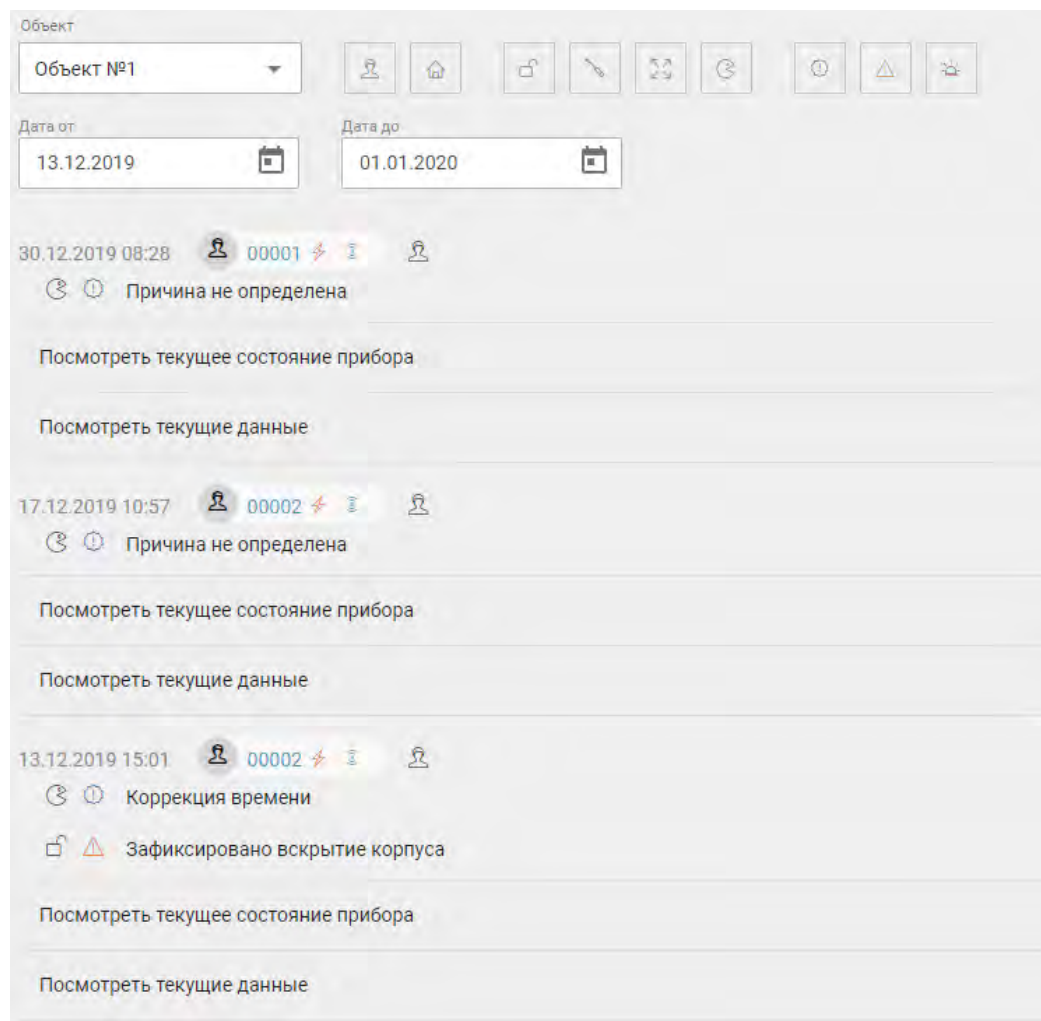 Объект
Объект №1
Дата от
Дата до
13.12.2019
01.01.2020
30.12.2019 08:28 00001
Причина не определена
Посмотреть текущее состояние прибора
Посмотреть текущие данные
17.12.2019 10:57 00002
Причина не определена
Посмотреть текущее состояние прибора
Посмотреть текущие данные
13.12.2019 15:01 00002
Коррекция времени
Зафиксировано вскрытие корпуса
Посмотреть текущее состояние прибора
Посмотреть текущие данные